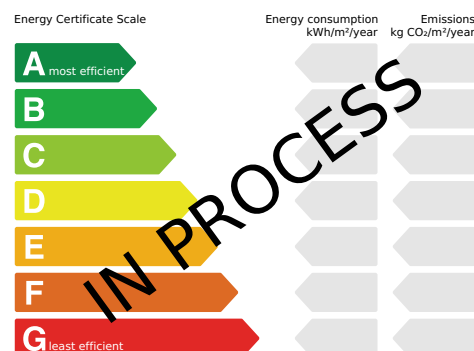 Energy Certificate Scale
Energy consumption
kWh/m²/year
Emissions
kg CO₂/m²/year
A most efficient
B
C
D
E
F
G least efficient
IN PROCESS